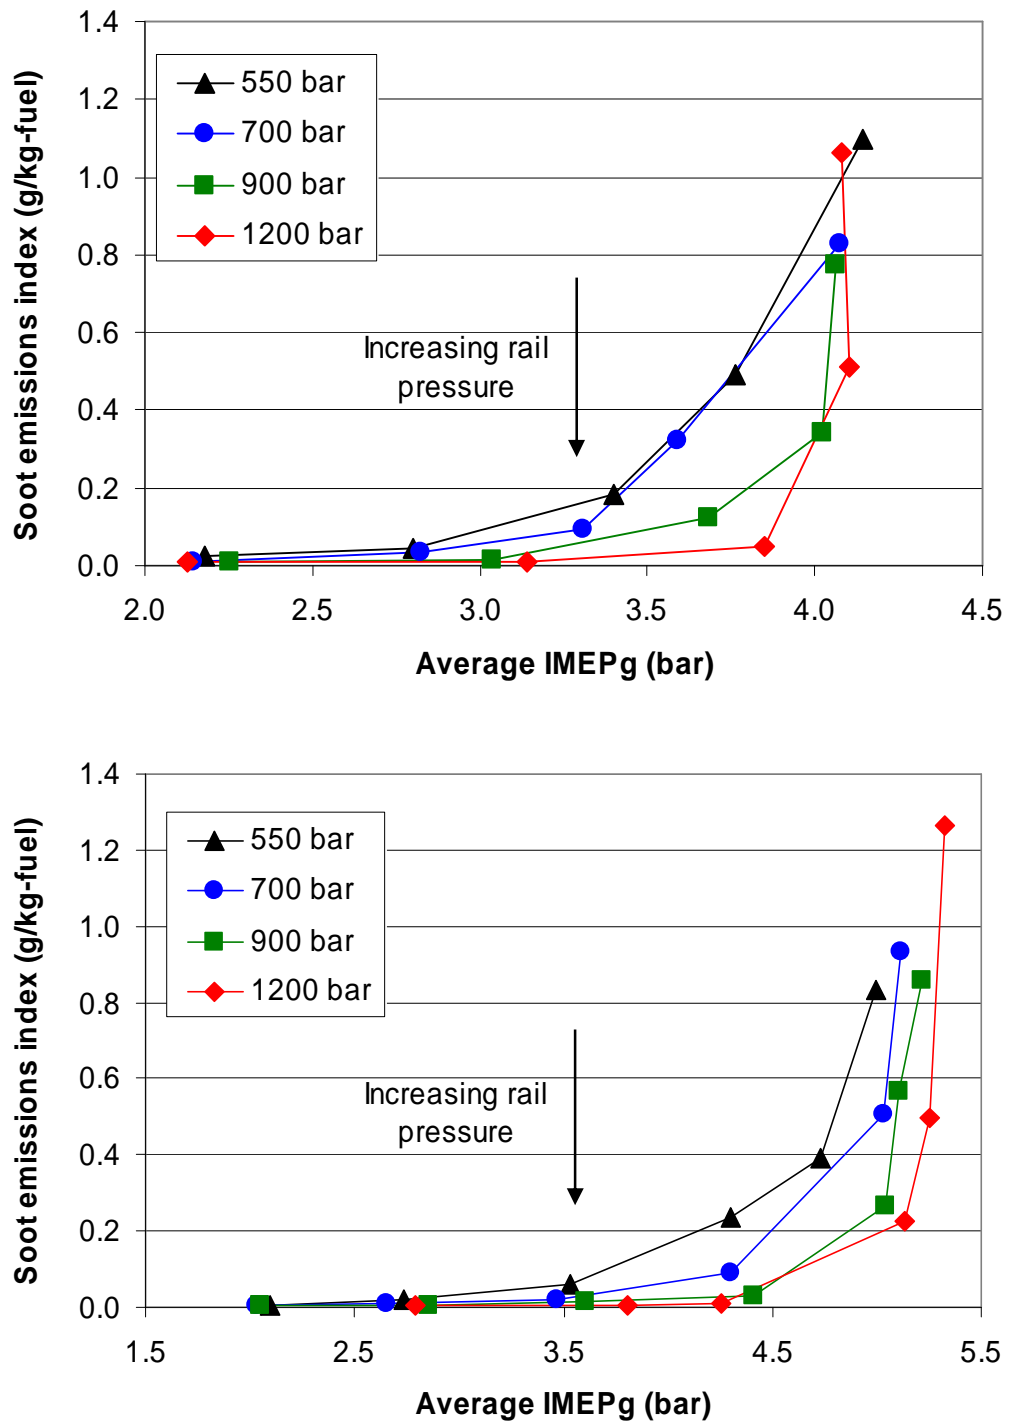 Soot emissions index (g/kg-fuel)
1.4
1.2
1.0
0.8
0.6
0.4
0.2
0.0
550 bar
700 bar
900 bar
1200 bar
Increasing rail
pressure
2.0 2.5 3.0 3.5 4.0 4.5
Average IMEPg (bar)
Soot emissions index (g/kg-fuel)
1.4
1.2
1.0
0.8
0.6
0.4
0.2
0.0
550 bar
700 bar
900 bar
1200 bar
Increasing rail
pressure
1.5 2.5 3.5 4.5 5.5
Average IMEPg (bar)